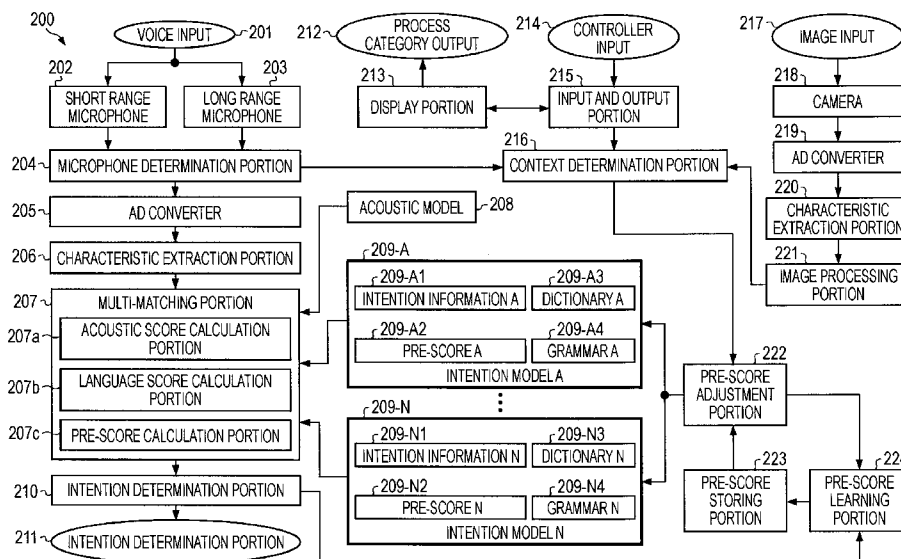 200
VOICE INPUT
201
202
SHORT RANGE
MICROPHONE
203
LONG RANGE
MICROPHONE
204
MICROPHONE DETERMINATION PORTION
205
AD CONVERTER
206
CHARACTERISTIC EXTRACTION PORTION
207
MULTI-MATCHING PORTION
207a
ACOUSTIC SCORE CALCULATION
PORTION
207b
LANGUAGE SCORE CALCULATION
PORTION
207c
PRE-SCORE CALCULATION PORTION
210
INTENTION DETERMINATION PORTION
211
INTENTION DETERMINATION PORTION
212
PROCESS
CATEGORY OUTPUT
213
DISPLAY PORTION
214
CONTROLLER
INPUT
215
INPUT AND OUTPUT
PORTION
216
CONTEXT DETERMINATION PORTION
ACOUSTIC MODEL
208
209-A
209-A1
INTENTION INFORMATION A
209-A3
DICTIONARY A
209-A2
PRE-SCORE A
209-A4
GRAMMAR A
INTENTION MODEL A
209-N
209-N1
INTENTION INFORMATION N
209-N3
DICTIONARY N
209-N2
PRE-SCORE N
209-N4
GRAMMAR N
INTENTION MODEL N
217
IMAGE INPUT
218
CAMERA
219
AD CONVERTER
220
CHARACTERISTIC
EXTRACTION PORTION
221
IMAGE PROCESSING
PORTION
222
PRE-SCORE
ADJUSTMENT
PORTION
223
PRE-SCORE
STORING
PORTION
224
PRE-SCORE
LEARNING
PORTION